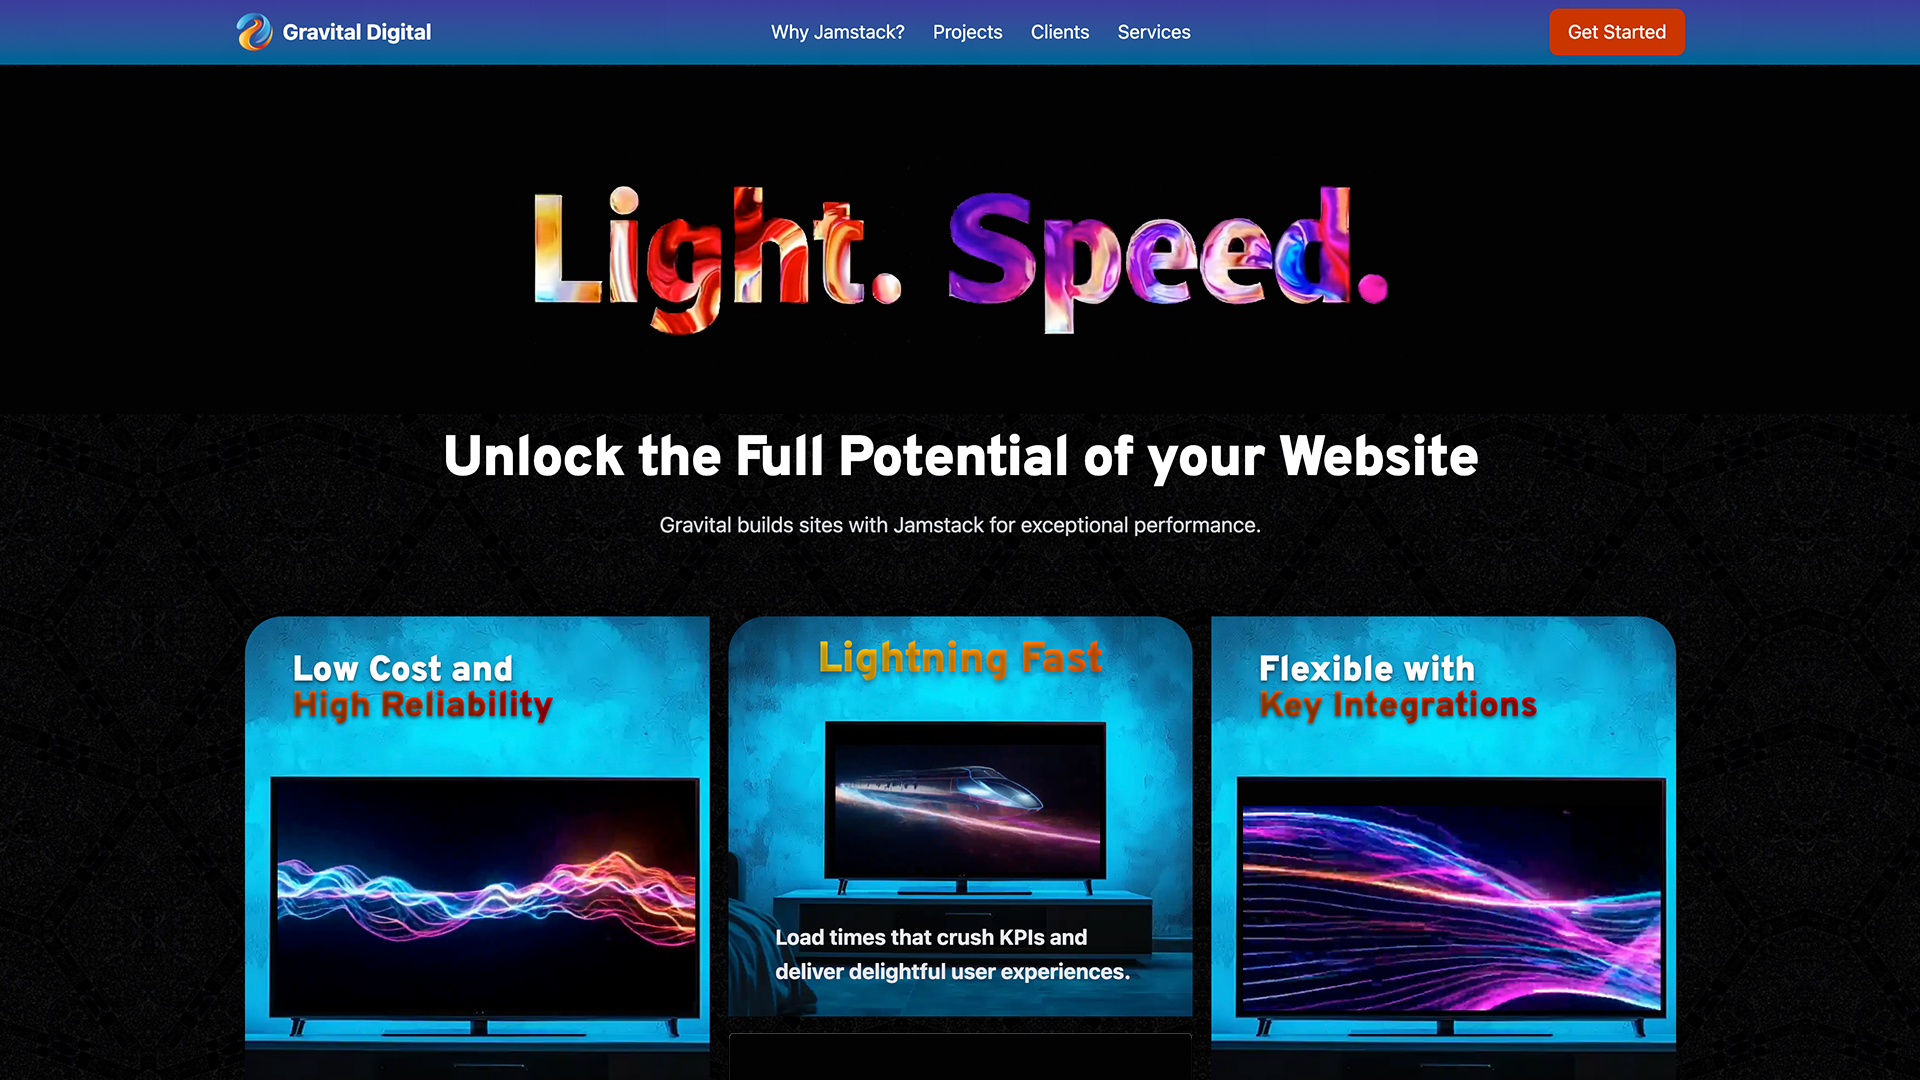 Gravital Digital
Why Jamstack?
Projects
Clients
Services
Get Started
Light. Speed.
Unlock the Full Potential of your Website
Gravital builds sites with Jamstack for exceptional performance.
Low Cost and
High Reliability
Lightning Fast
Load times that crush KPIs and
deliver delightful user experiences.
Flexible with
Key Integrations